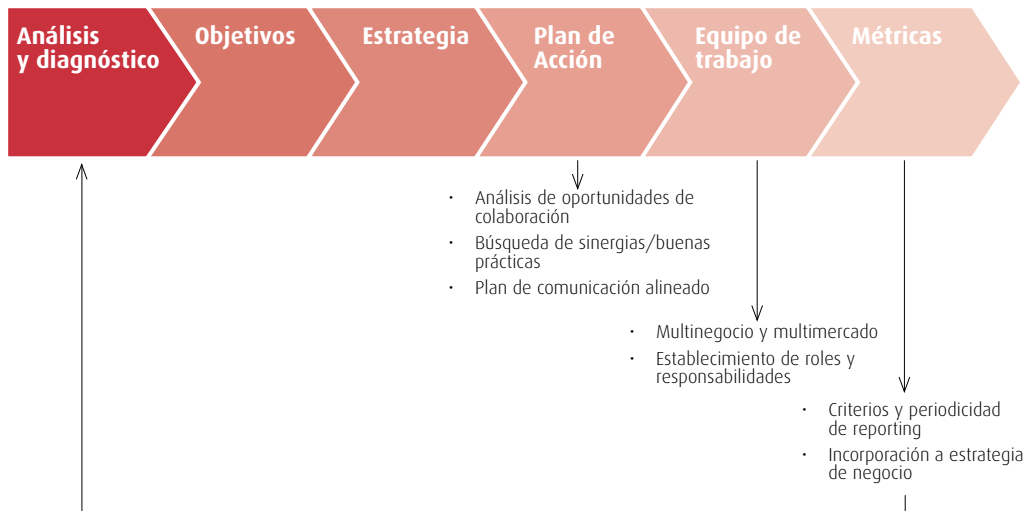 Análisis
y diagnóstico
Objetivos
Estrategia
Plan de
Acción
Equipo de
trabajo
Métricas
· Análisis de oportunidades de
colaboración
· Búsqueda de sinergias/buenas
prácticas
· Plan de comunicación alineado
· Multinegocio y multimercado
· Establecimiento de roles y
responsabilidades
· Criterios y periodicidad
de reporting
· Incorporación a estrategia
de negocio